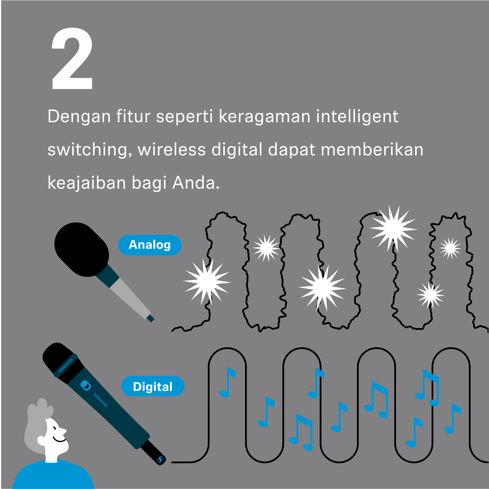 2
Dengan fitur seperti keragaman intelligent
switching, wireless digital dapat memberikan
keajaiban bagi Anda.
Analog
Digital